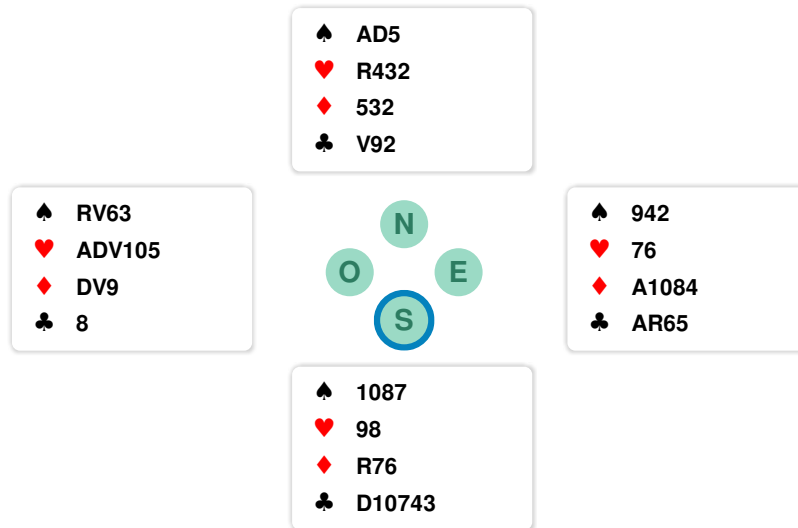 ♠ AD5
♥ R432
♦ 532
♣ V92
♠ RV63
♥ ADV105
♦ DV9
♣ 8
N
O E
S
♠ 942
♥ 76
♦ A1084
♣ AR65
♠ 1087
♥ 98
♦ R76
♣ D10743